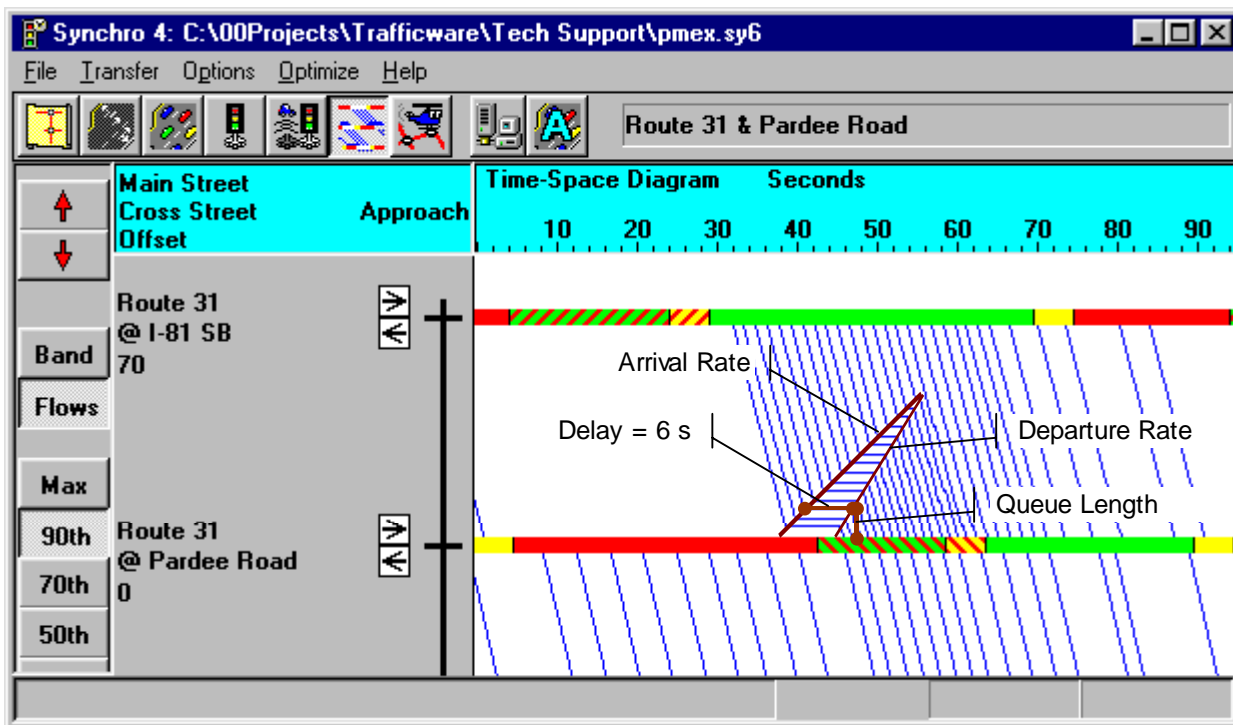 Synchro 4: C:\00Projects\Trafficware\Tech Support\pmex.sy6
File Transfer Options Optimize Help
A
Route 31 & Pardee Road
Main Street
Cross Street Approach
Offset
Time-Space Diagram Seconds
10 20 30 40 50 60 70 80 90
Route 31
@ I-81 SB
70
Band
Flows
Max
90th
70th
50th
Arrival Rate
Delay = 6 s
Departure Rate
Queue Length
Route 31
@ Pardee Road
0